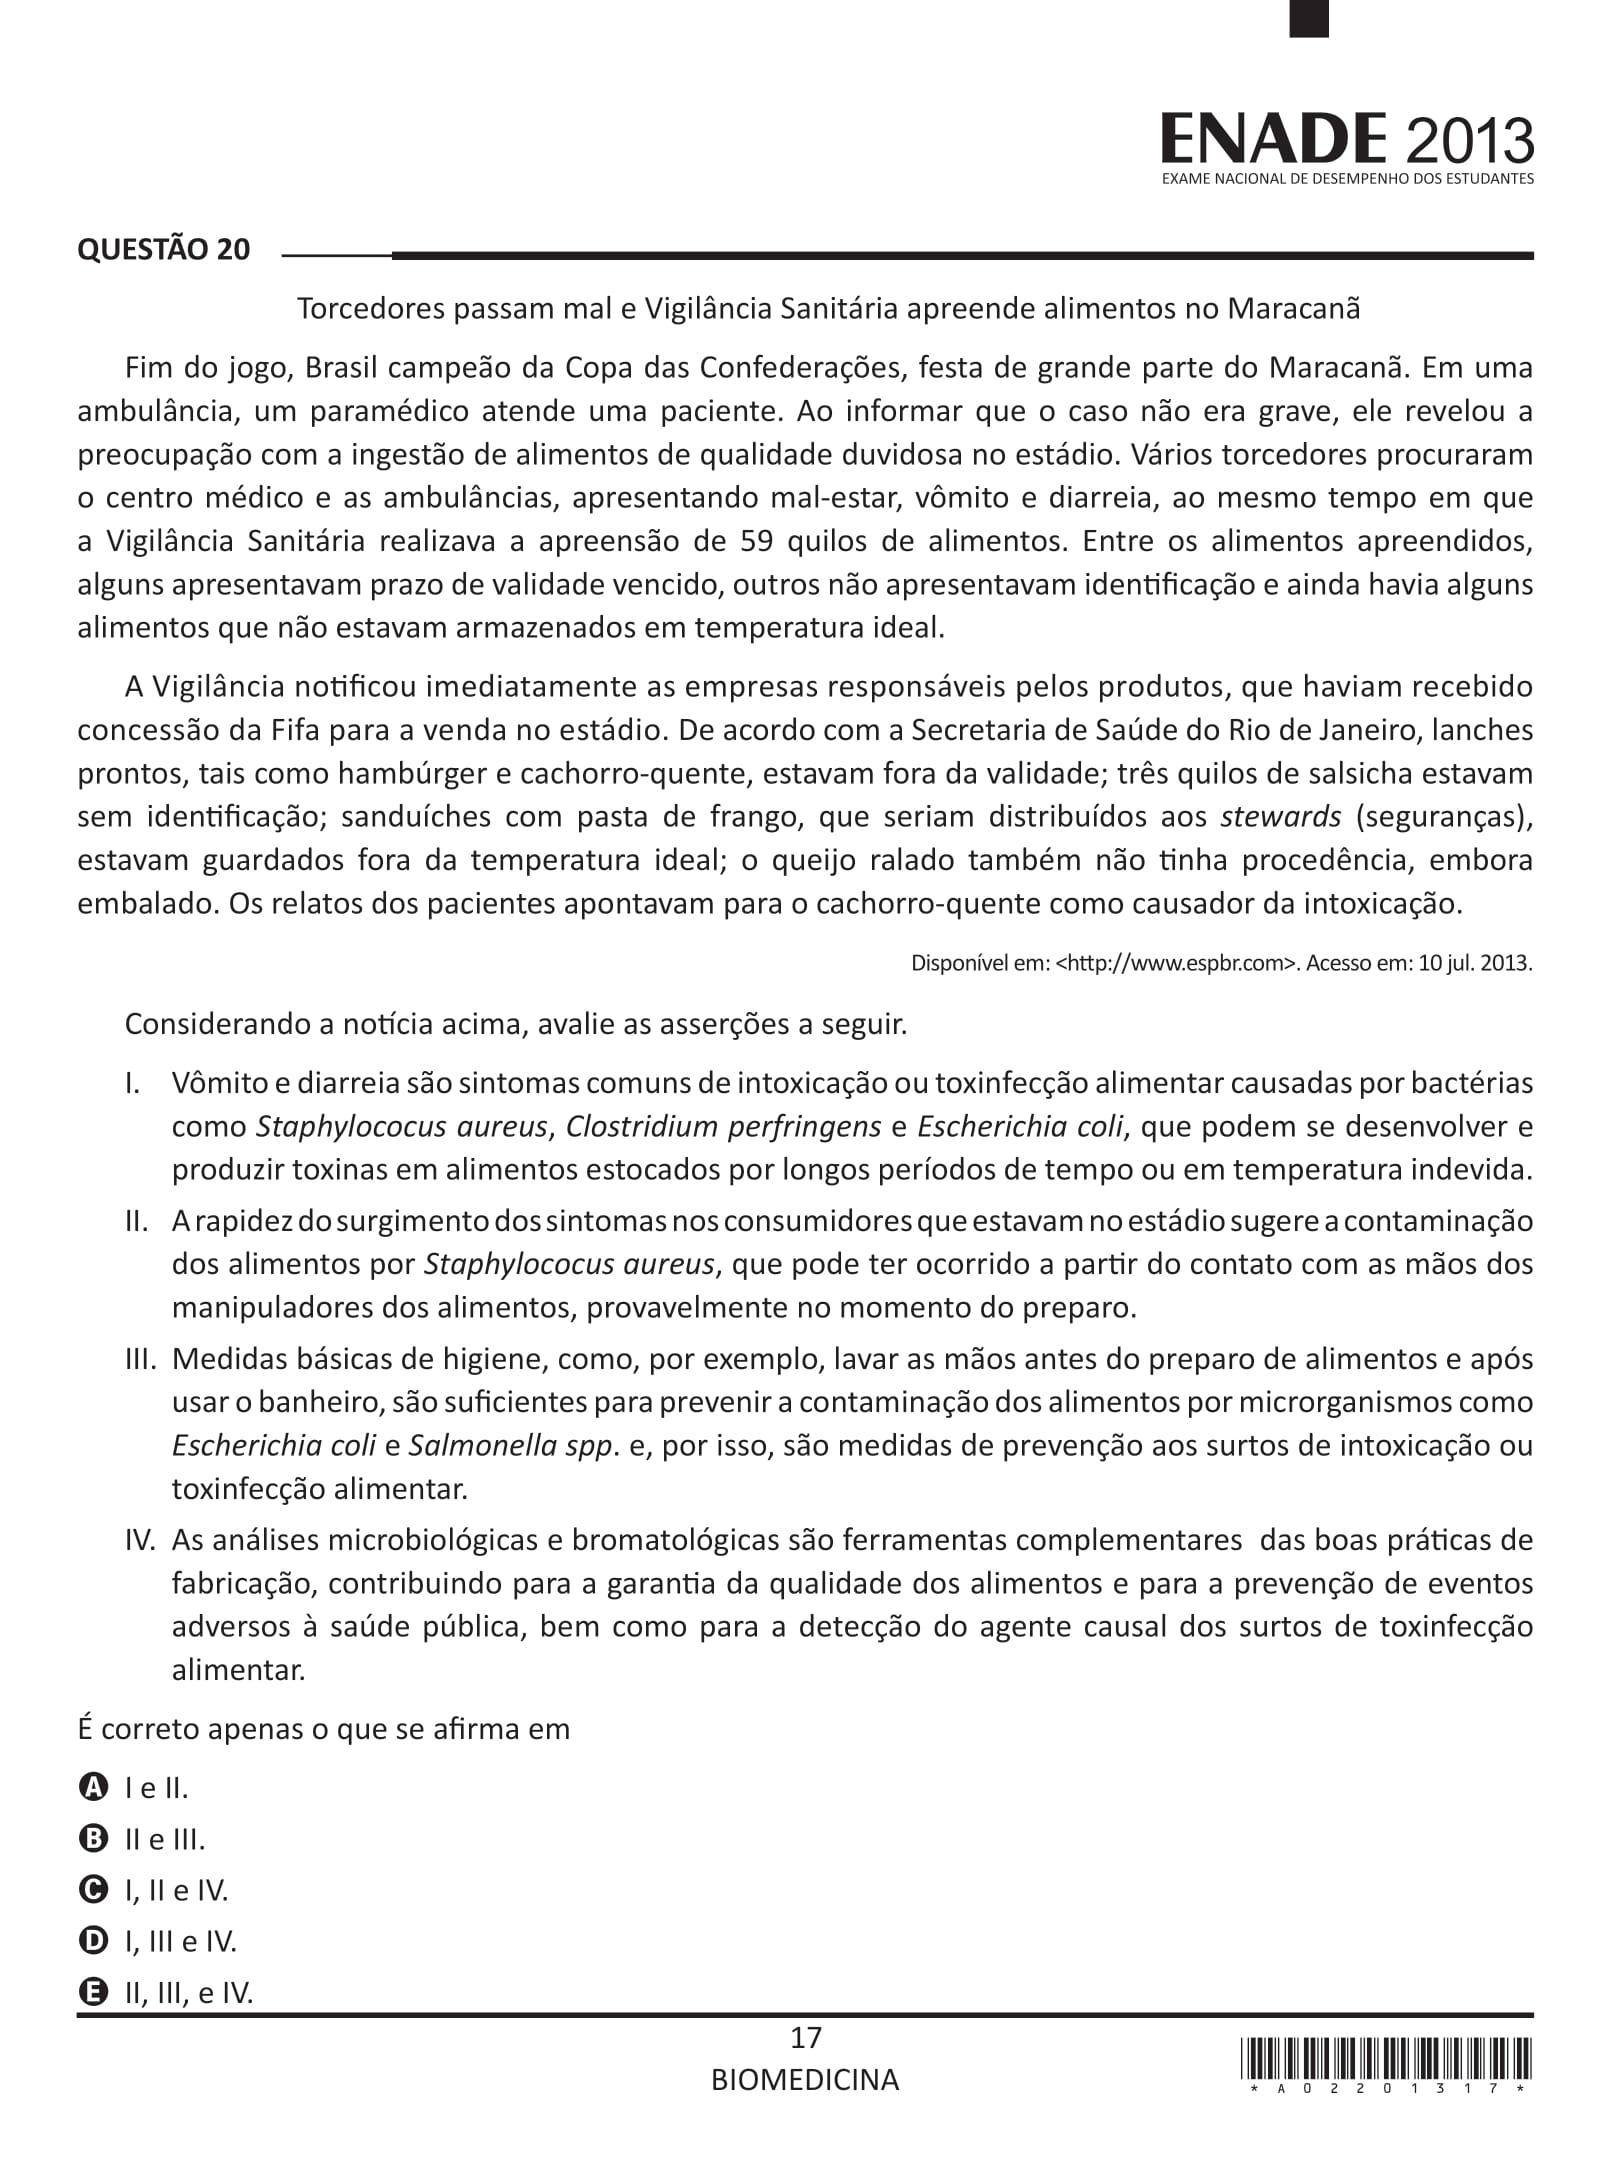 ENADE 2013
EXAME NACIONAL DE DESEMPENHO DOS ESTUDANTES
QUESTÃO 20
Torcedores passam mal e Vigilância Sanitária apreende alimentos no Maracanã
Fim do jogo, Brasil campeão da Copa das Confederações, festa de grande parte do Maracanã. Em uma
ambulância, um paramédico atende uma paciente. Ao informar que o caso não era grave, ele revelou a
preocupação com a ingestão de alimentos de qualidade duvidosa no estádio. Vários torcedores procuraram
o centro médico e as ambulâncias, apresentando mal-estar, vômito e diarreia, ao mesmo tempo em que
a Vigilância Sanitária realizava a apreensão de 59 quilos de alimentos. Entre os alimentos apreendidos,
alguns apresentavam prazo de validade vencido, outros não apresentavam identificação e ainda havia alguns
alimentos que não estavam armazenados em temperatura ideal.
A Vigilância notificou imediatamente as empresas responsáveis pelos produtos, que haviam recebido
concessão da Fifa para a venda no estádio. De acordo com a Secretaria de Saúde do Rio de Janeiro, lanches
prontos, tais como hambúrger e cachorro-quente, estavam fora da validade; três quilos de salsicha estavam
sem identificação; sanduíches com pasta de frango, que seriam distribuídos aos stewards (seguranças),
estavam guardados fora da temperatura ideal; o queijo ralado também não tinha procedência, embora
embalado. Os relatos dos pacientes apontavam para o cachorro-quente como causador da intoxicação.
Disponível em: <http://www.espbr.com>. Acesso em: 10 jul. 2013.
Considerando a notícia acima, avalie as asserções a seguir.
I. Vômito e diarreia são sintomas comuns de intoxicação ou toxinfecção alimentar causadas por bactérias
como Staphylococus aureus, Clostridium perfringens e Escherichia coli, que podem se desenvolver e
produzir toxinas em alimentos estocados por longos períodos de tempo ou em temperatura indevida.
II. A rapidez do surgimento dos sintomas nos consumidores que estavam no estádio sugere a contaminação
dos alimentos por Staphylococus aureus, que pode ter ocorrido a partir do contato com as mãos dos
manipuladores dos alimentos, provavelmente no momento do preparo.
III. Medidas básicas de higiene, como, por exemplo, lavar as mãos antes do preparo de alimentos e após
usar o banheiro, são suficientes para prevenir a contaminação dos alimentos por microrganismos como
Escherichia coli e Salmonella spp. e, por isso, são medidas de prevenção aos surtos de intoxicação ou
toxinfecção alimentar.
IV. As análises microbiológicas e bromatológicas são ferramentas complementares das boas práticas de
fabricação, contribuindo para a garantia da qualidade dos alimentos e para a prevenção de eventos
adversos à saúde pública, bem como para a detecção do agente causal dos surtos de toxinfecção
alimentar.
É correto apenas o que se afirma em
A I e II.
B II e III.
C I, II e IV.
D I, III e IV.
E II, III, e IV.
17
BIOMEDICINA
* A 0 2 2 0 1 3 1 7 *